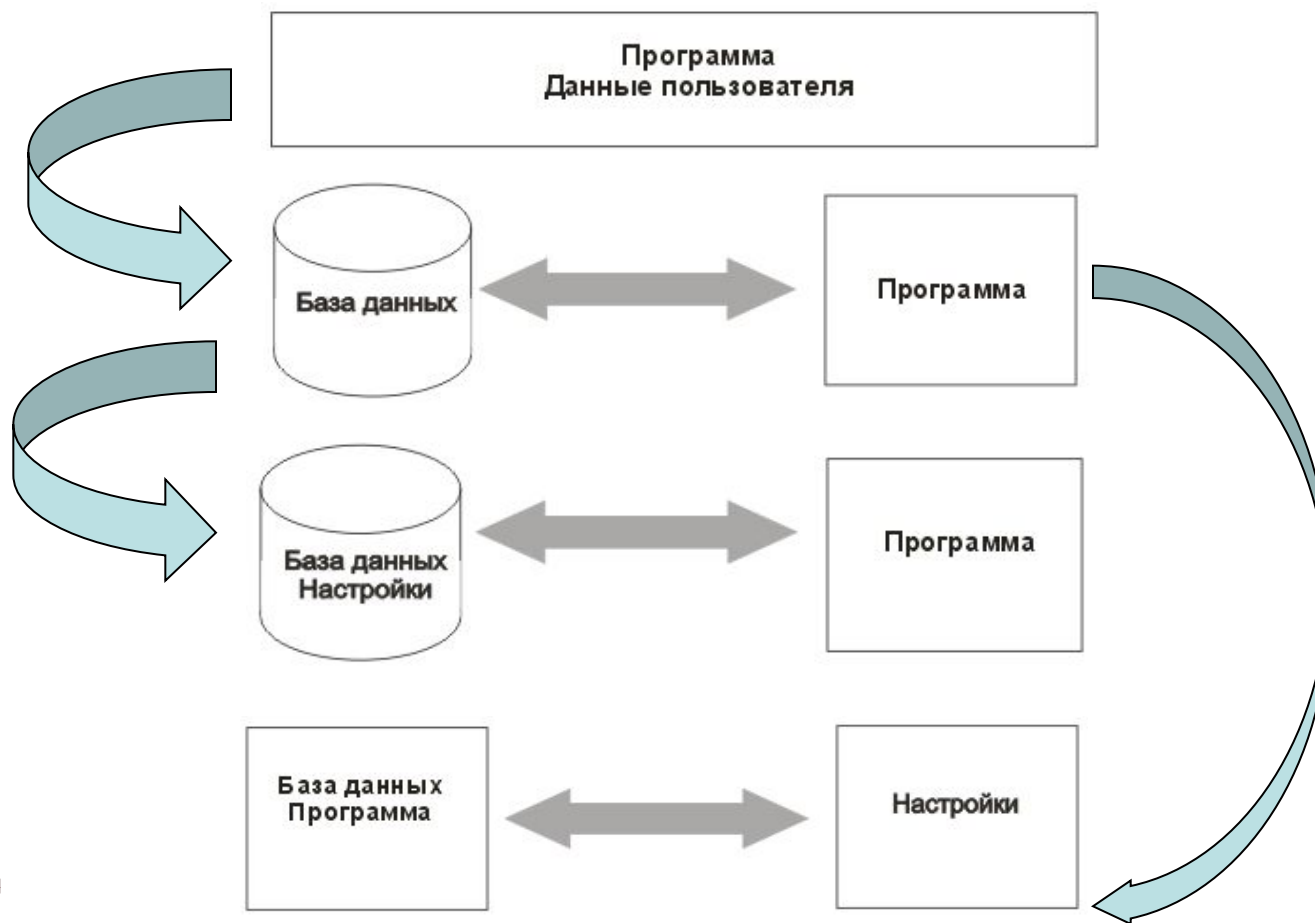 Программа
Данные пользователя
База данных
Программа
База данных
Настройки
Программа
База данных
Программа
Настройки